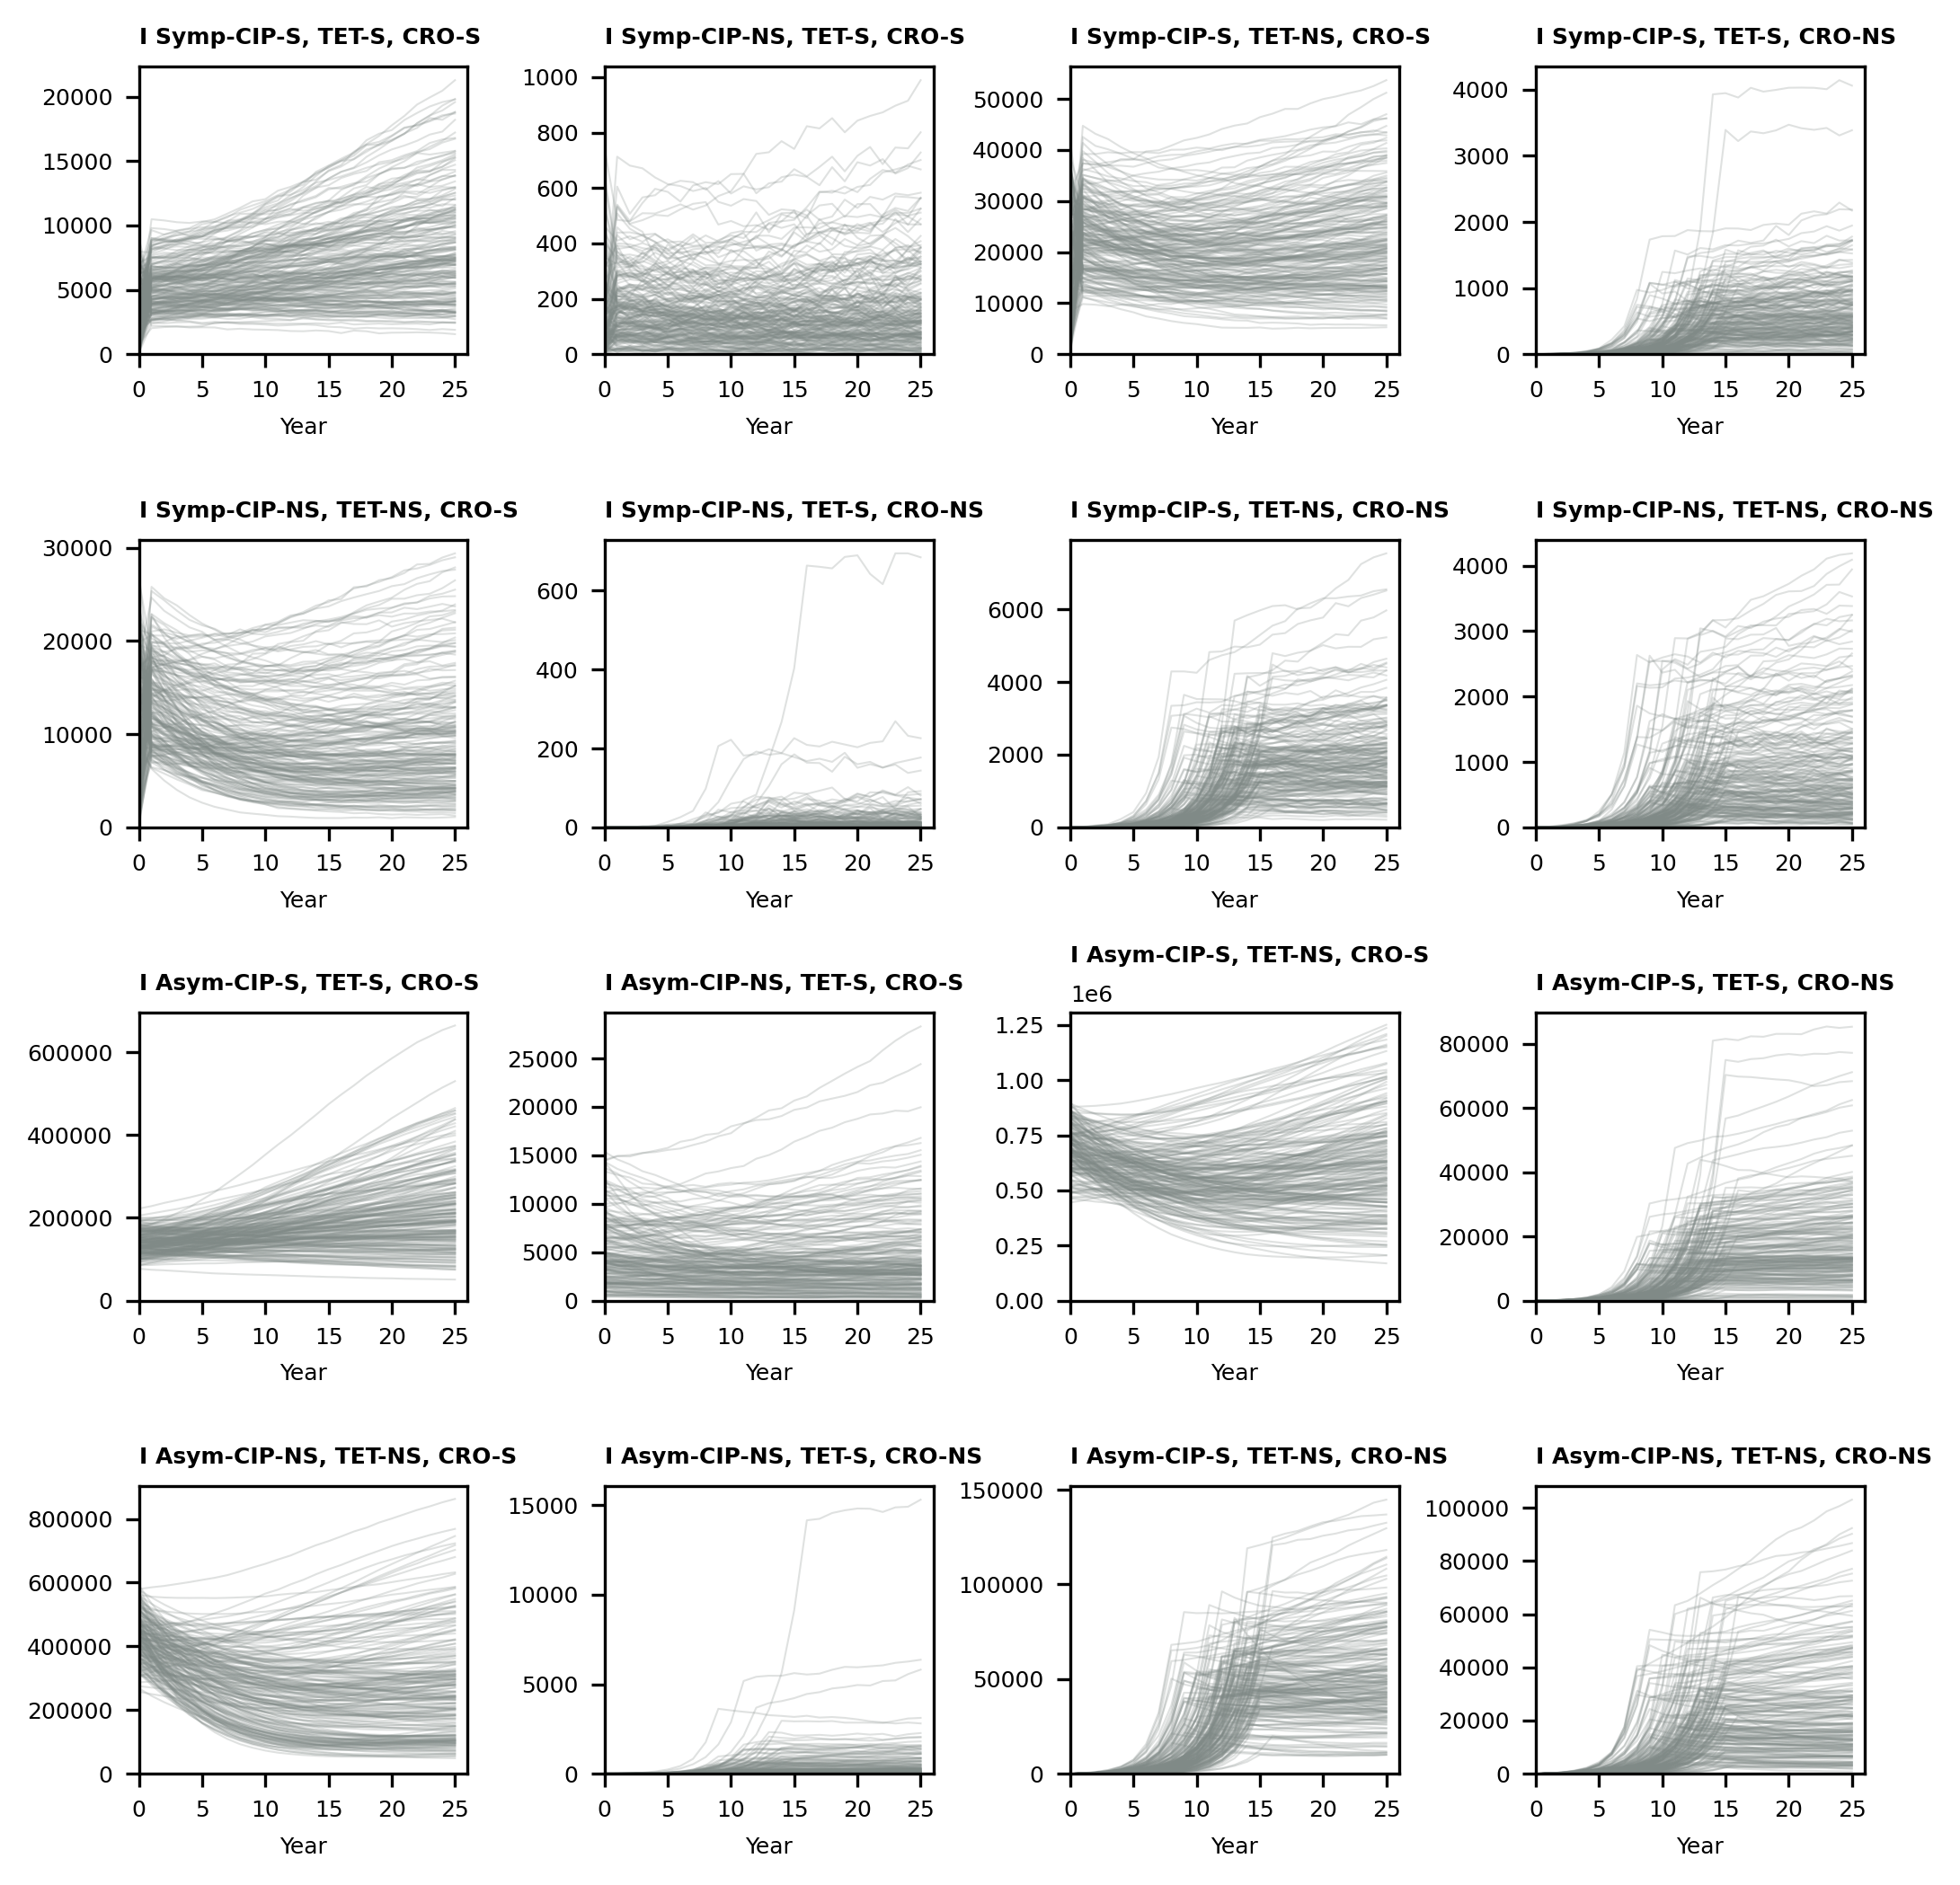 I Symp-CIP-S, TET-S, CRO-S
20000
15000
10000
5000
0
0 5 10 15 20 25
Year
I Symp-CIP-NS, TET-S, CRO-S
1000
800
600
400
200
0
0 5 10 15 20 25
Year
I Symp-CIP-S, TET-NS, CRO-S
50000
40000
30000
20000
10000
0
0 5 10 15 20 25
Year
I Symp-CIP-S, TET-S, CRO-NS
4000
3000
2000
1000
0
0 5 10 15 20 25
Year
I Symp-CIP-NS, TET-NS, CRO-S
30000
20000
10000
0
0 5 10 15 20 25
Year
I Symp-CIP-NS, TET-S, CRO-NS
600
400
200
0
0 5 10 15 20 25
Year
I Symp-CIP-S, TET-NS, CRO-NS
6000
4000
2000
0
0 5 10 15 20 25
Year
I Symp-CIP-NS, TET-NS, CRO-NS
4000
3000
2000
1000
0
0 5 10 15 20 25
Year
I Asym-CIP-S, TET-S, CRO-S
600000
400000
200000
0
0 5 10 15 20 25
Year
I Asym-CIP-NS, TET-S, CRO-S
25000
20000
15000
10000
5000
0
0 5 10 15 20 25
Year
I Asym-CIP-S, TET-NS, CRO-S
1e6
1.25
1.00
0.75
0.50
0.25
0.00
0 5 10 15 20 25
Year
I Asym-CIP-S, TET-S, CRO-NS
80000
60000
40000
20000
0
0 5 10 15 20 25
Year
I Asym-CIP-NS, TET-NS, CRO-S
800000
600000
400000
200000
0
0 5 10 15 20 25
Year
I Asym-CIP-NS, TET-S, CRO-NS
15000
10000
5000
0
0 5 10 15 20 25
Year
I Asym-CIP-S, TET-NS, CRO-NS
150000
100000
50000
0
0 5 10 15 20 25
Year
I Asym-CIP-NS, TET-NS, CRO-NS
100000
80000
60000
40000
20000
0
0 5 10 15 20 25
Year